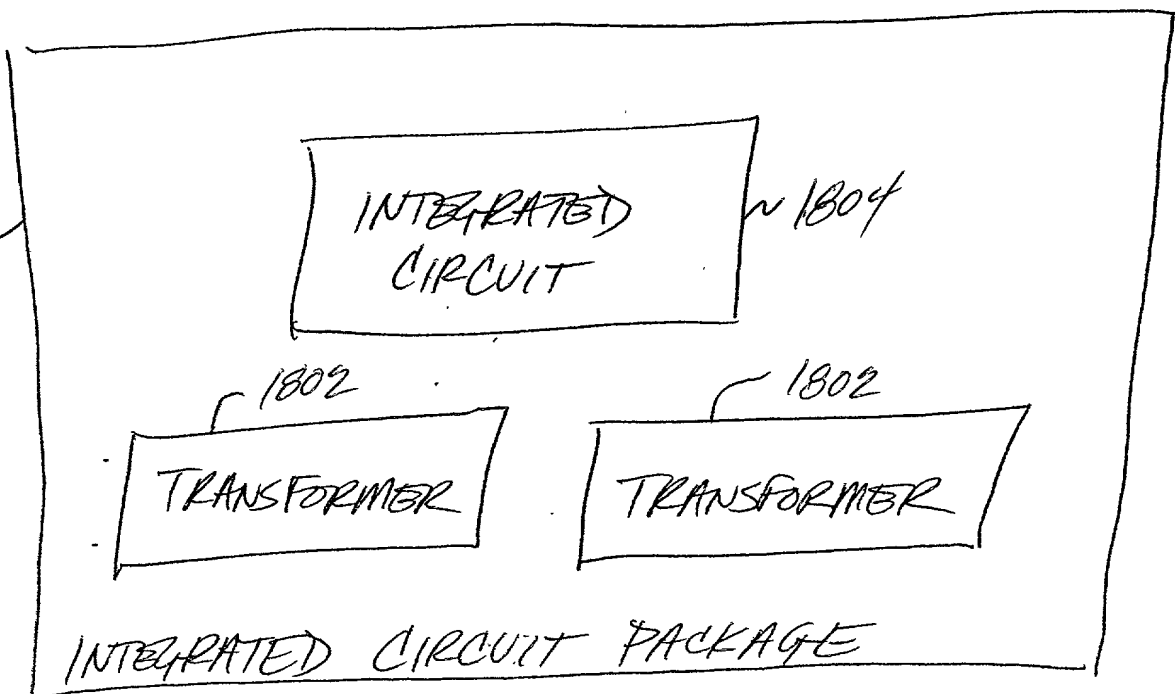 INTEGRATED
CIRCUIT
1804
1802
1802
TRANSFORMER
TRANSFORMER
INTEGRATED CIRCUIT PACKAGE